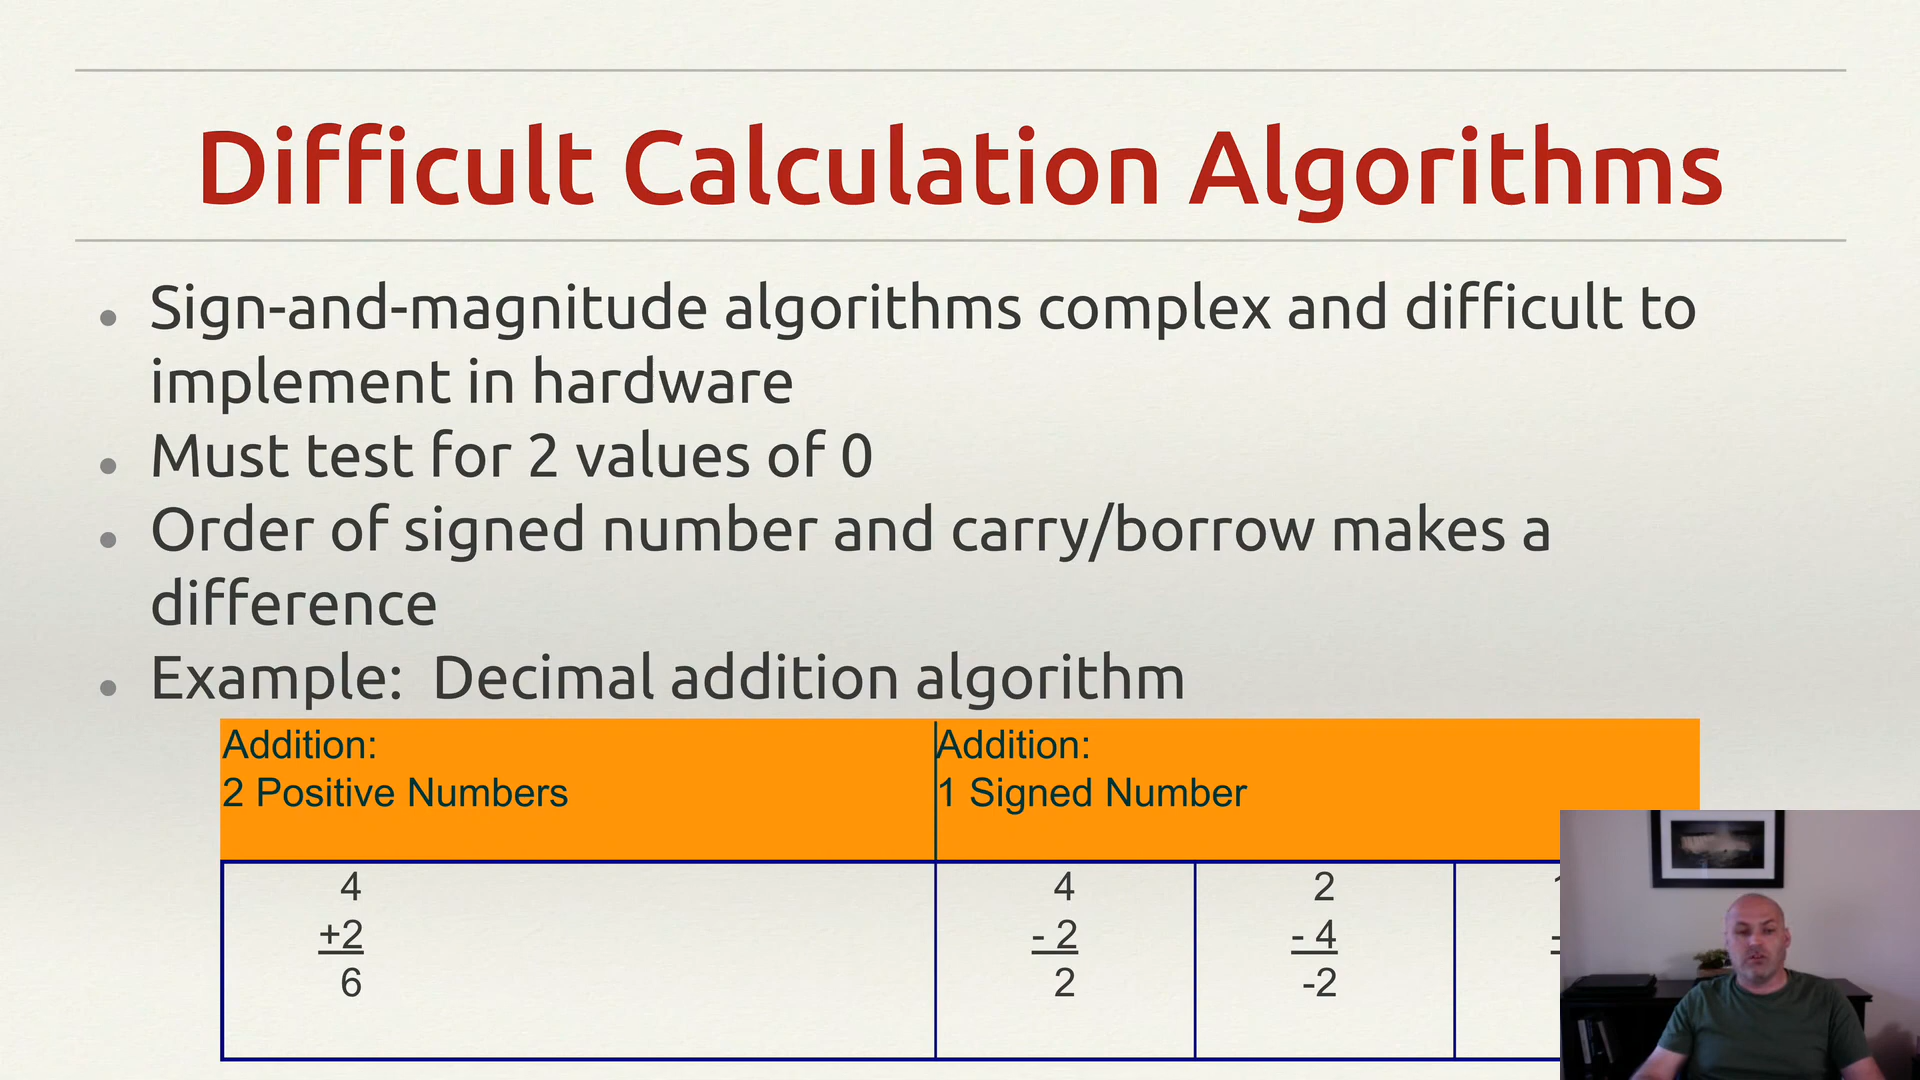 Difficult Calculation Algorithms
• Sign-and-magnitude algorithms complex and difficult to
implement in hardware
• Must test for 2 values of 0
• Order of signed number and carry/borrow makes a
difference
• Example: Decimal addition algorithm
Addition:
2 Positive Numbers
Addition:
1 Signed Number
4
+2
6
4
- 2
2
2
- 4
-2